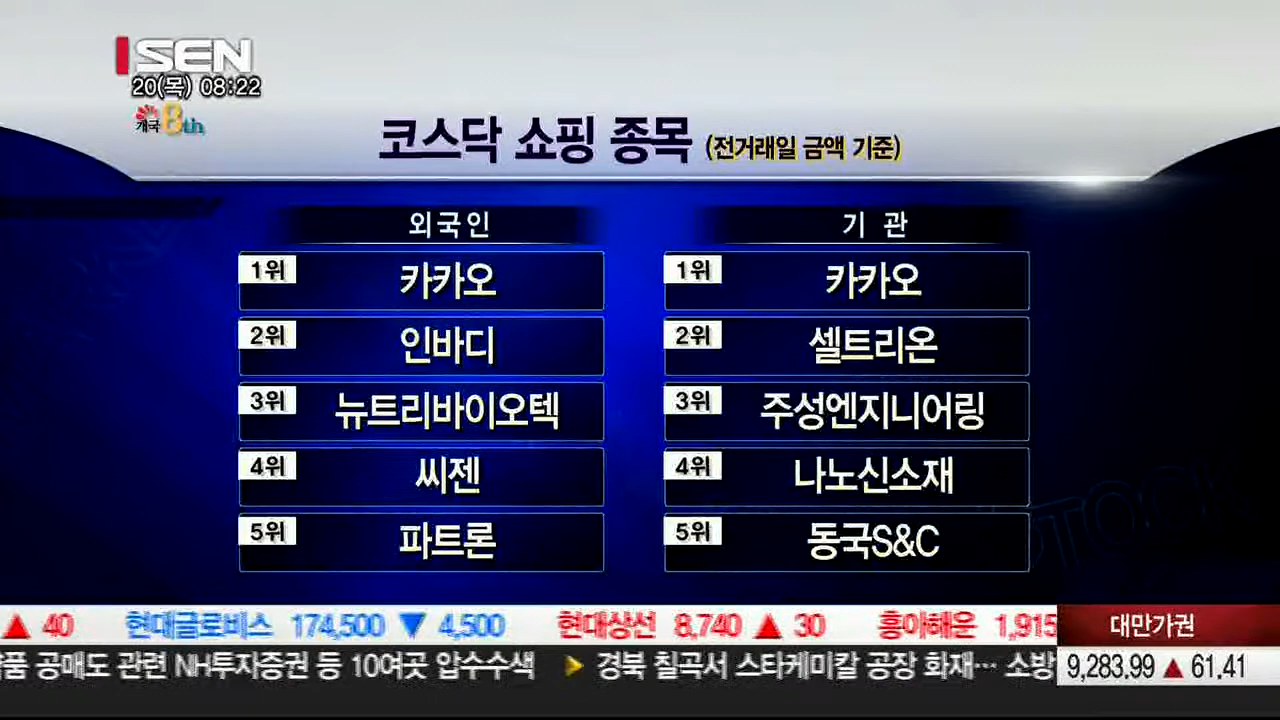 SEN
20(목) 08:22
개국 8th
코스닥 쇼핑 종목 (전거래일 금액 기준)
외국인
1위 카카오
2위 인바디
3위 뉴트리바이오텍
4위 씨젠
5위 파트론
기 관
1위 카카오
2위 셀트리온
3위 주성엔지니어링
4위 나노신소재
5위 동국S&C
▲ 40 현대글로비스 174,500 ▼ 4,500 현대상선 8,740 ▲ 30 흥아해운 1,915
대만가권
공매도 관련 NH투자증권 등 10여곳 압수수색 ▶ 경북 칠곡서 스타케미칼 공장 화재… 소방
9,283.99 ▲ 61.41